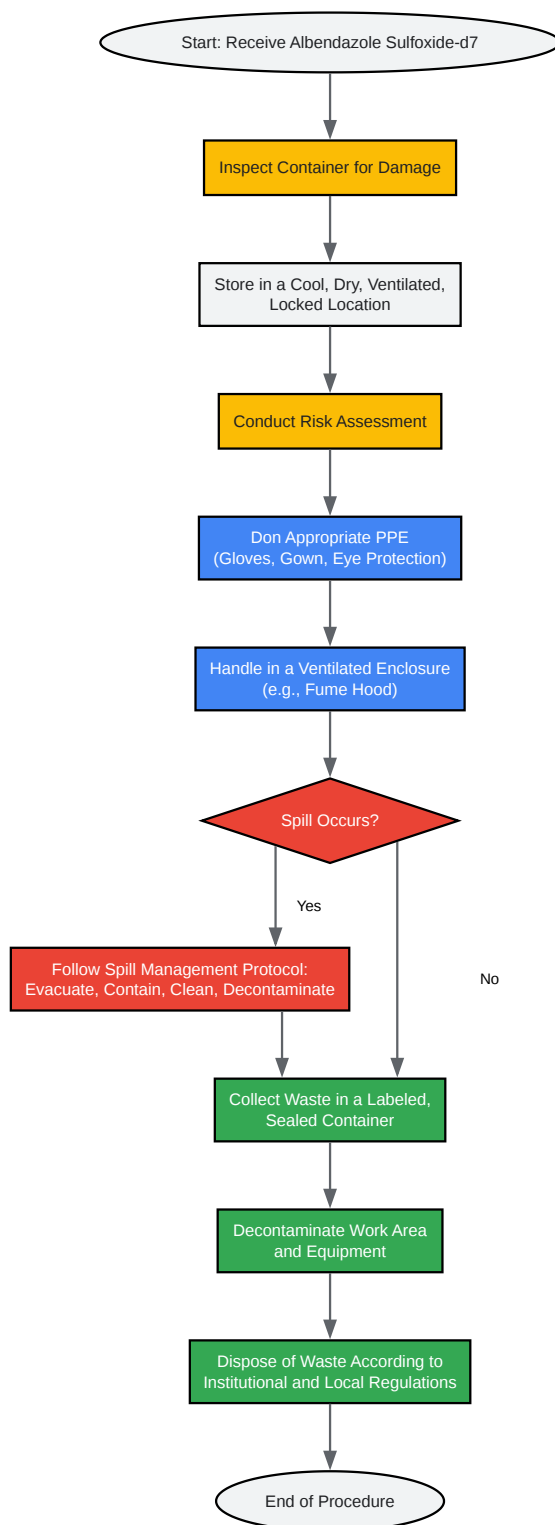 Start: Receive Albendazole Sulfoxide-d7
Inspect Container for Damage
Store in a Cool, Dry, Ventilated,
Locked Location
Conduct Risk Assessment
Don Appropriate PPE
(Gloves, Gown, Eye Protection)
Handle in a Ventilated Enclosure
(e.g., Fume Hood)
Spill Occurs?
Yes
Follow Spill Management Protocol:
Evacuate, Contain, Clean, Decontaminate
No
Collect Waste in a Labeled,
Sealed Container
Decontaminate Work Area
and Equipment
Dispose of Waste According to
Institutional and Local Regulations
End of Procedure